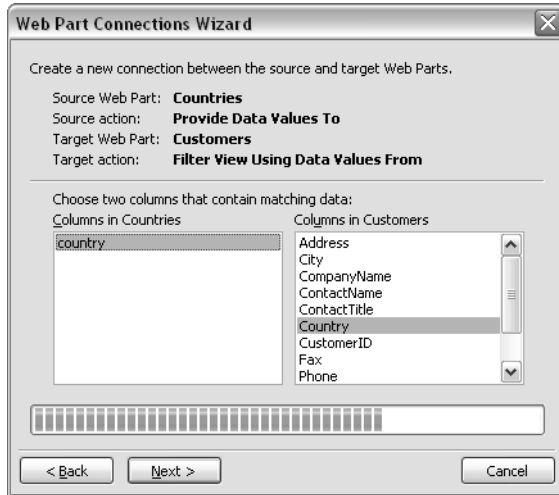 Web Part Connections Wizard
Create a new connection between the source and target Web Parts.
Source Web Part: Countries
Source action: Provide Data Values To
Target Web Part: Customers
Target action: Filter View Using Data Values From
Choose two columns that contain matching data:
Columns in Countries
country
Columns in Customers
Address
City
CompanyName
ContactName
ContactTitle
Country
CustomerID
Fax
Phone
< Back
Next >
Cancel